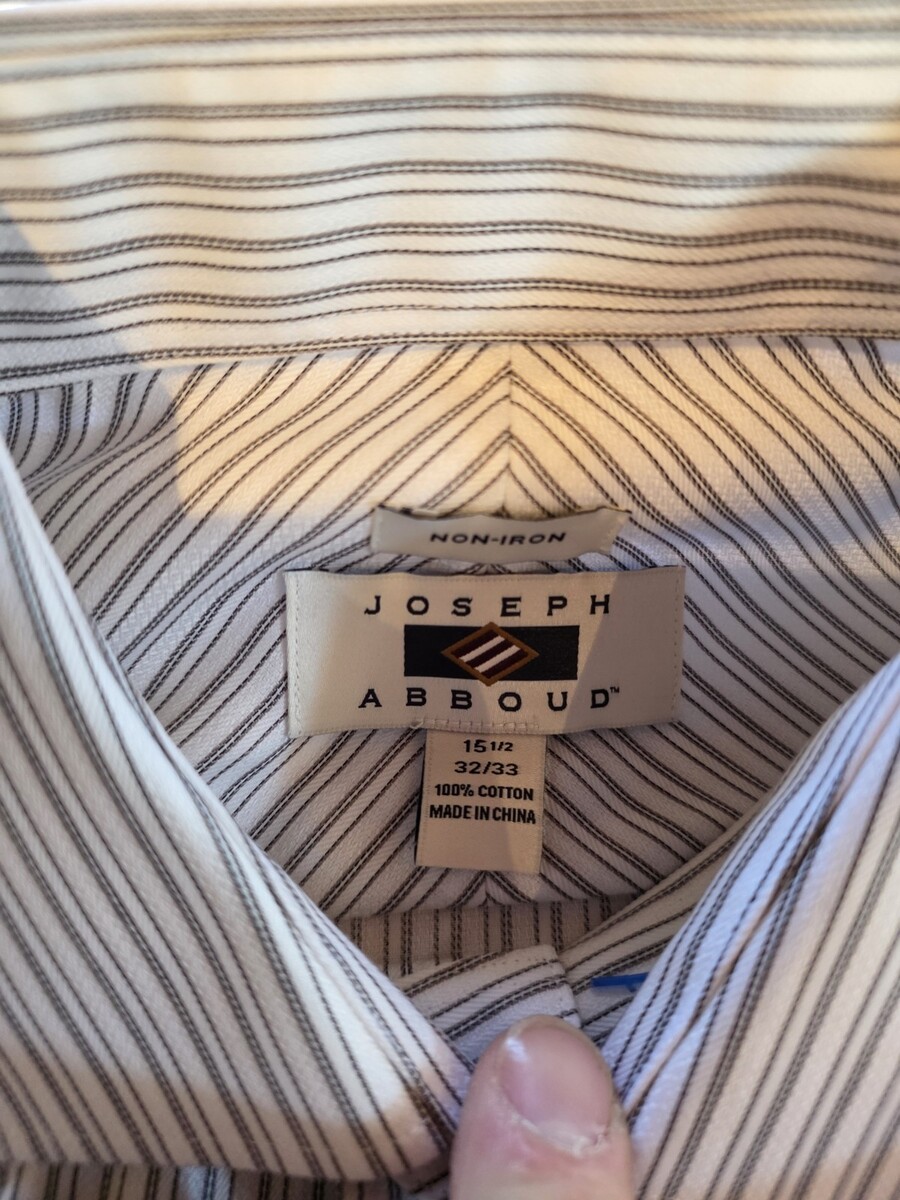 NON-IRON
JOSEPH
ABBOUD™
15 1/2
32/33
100% COTTON
MADE IN CHINA